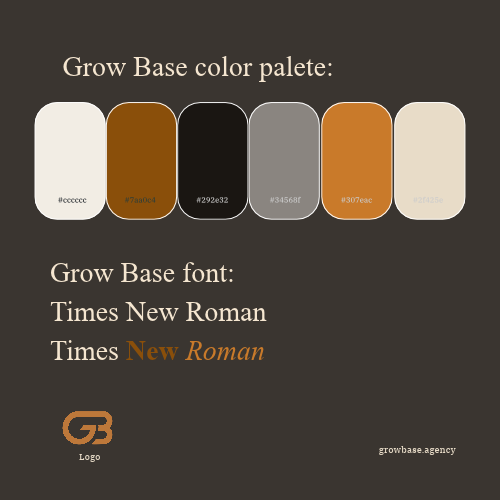 Grow Base color palete:
#cccccc
#7aa0c4
#292e32
#34568f
#307eac
Grow Base font:
Times New Roman
Times New Roman
GB
Logo
growbase.agency